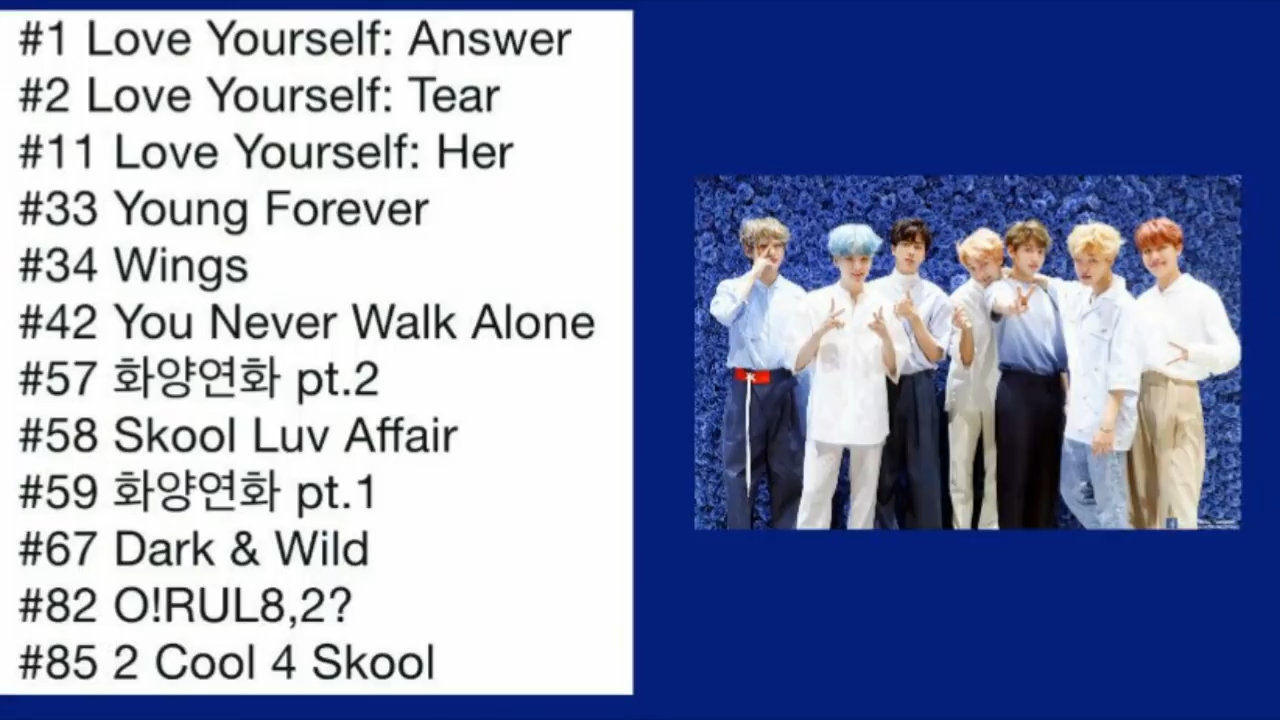 #1 Love Yourself: Answer
#2 Love Yourself: Tear
#11 Love Yourself: Her
#33 Young Forever
#34 Wings
#42 You Never Walk Alone
#57 화양연화 pt.2
#58 Skool Luv Affair
#59 화양연화 pt.1
#67 Dark & Wild
#82 O!RUL8,2?
#85 2 Cool 4 Skool